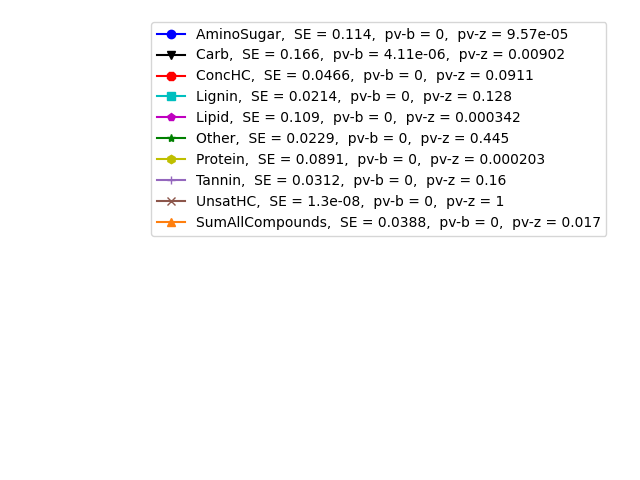 AminoSugar,  SE = 0.114,  pv-b = 0,  pv-z = 9.57e-05
Carb,  SE = 0.166,  pv-b = 4.11e-06,  pv-z = 0.00902
ConcHC,  SE = 0.0466,  pv-b = 0,  pv-z = 0.0911
Lignin,  SE = 0.0214,  pv-b = 0,  pv-z = 0.128
Lipid,  SE = 0.109,  pv-b = 0,  pv-z = 0.000342
Other,  SE = 0.0229,  pv-b = 0,  pv-z = 0.445
Protein,  SE = 0.0891,  pv-b = 0,  pv-z = 0.000203
Tannin,  SE = 0.0312,  pv-b = 0,  pv-z = 0.16
UnsatHC,  SE = 1.3e-08,  pv-b = 0,  pv-z = 1
SumAllCompounds,  SE = 0.0388,  pv-b = 0,  pv-z = 0.017